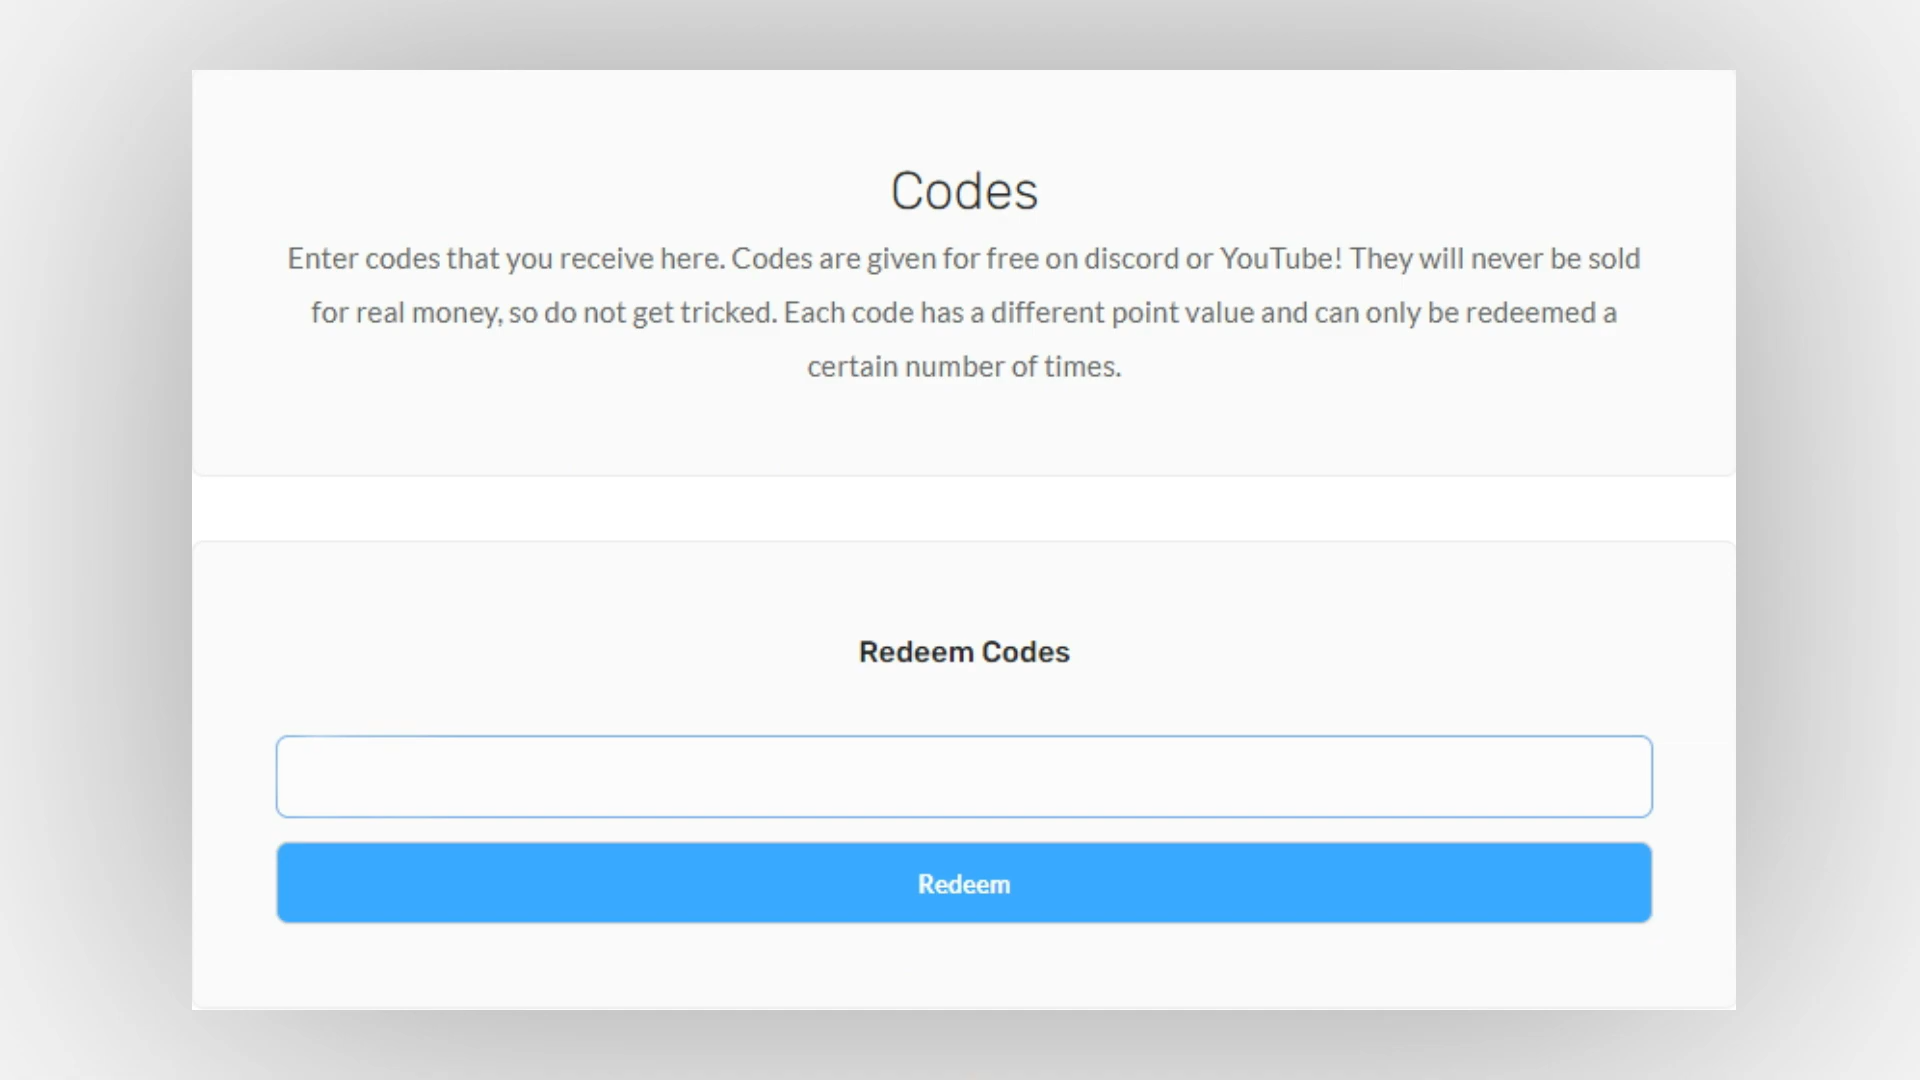 Codes
Enter codes that you receive here. Codes are given for free on discord or YouTube! They will never be sold
for real money, so do not get tricked. Each code has a different point value and can only be redeemed a
certain number of times.
Redeem Codes
Redeem